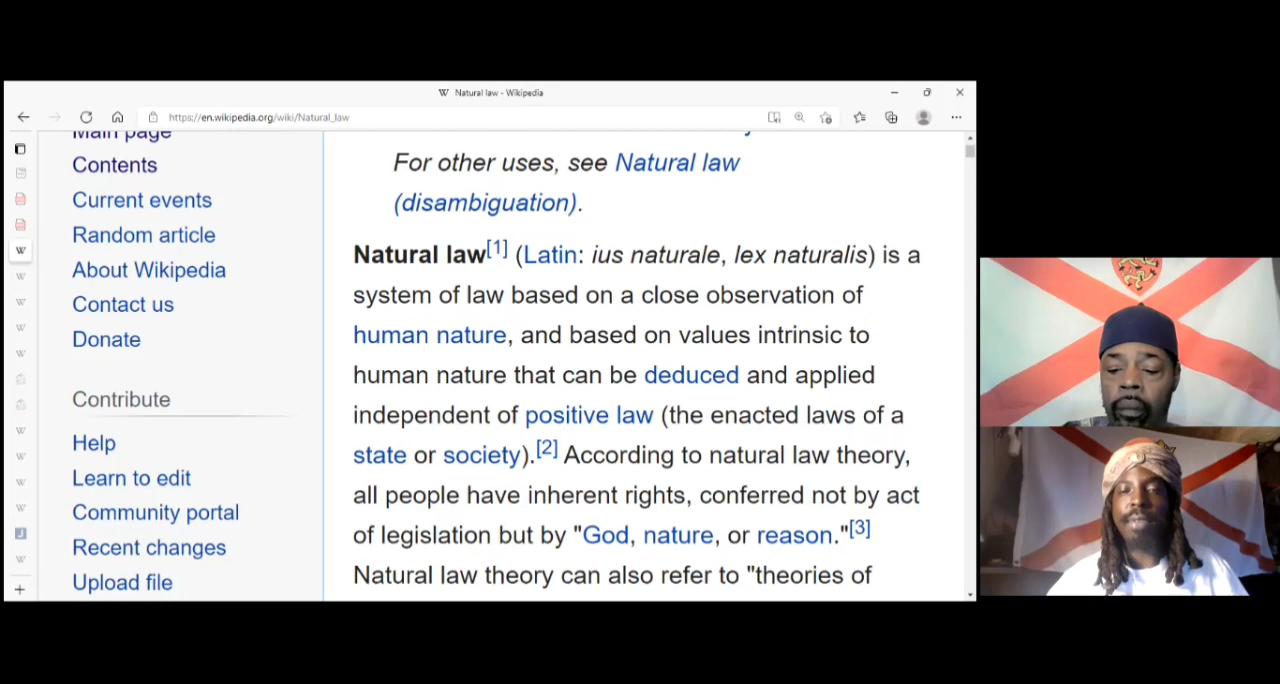 Natural law - Wikipedia
https://en.wikipedia.org/wiki/Natural_law
Main page
Contents
Current events
Random article
About Wikipedia
Contact us
Donate
Contribute
Help
Learn to edit
Community portal
Recent changes
Upload file
For other uses, see Natural law
(disambiguation).
Natural law[1] (Latin: ius naturale, lex naturalis) is a
system of law based on a close observation of
human nature, and based on values intrinsic to
human nature that can be deduced and applied
independent of positive law (the enacted laws of a
state or society).[2] According to natural law theory,
all people have inherent rights, conferred not by act
of legislation but by "God, nature, or reason."[3]
Natural law theory can also refer to "theories of